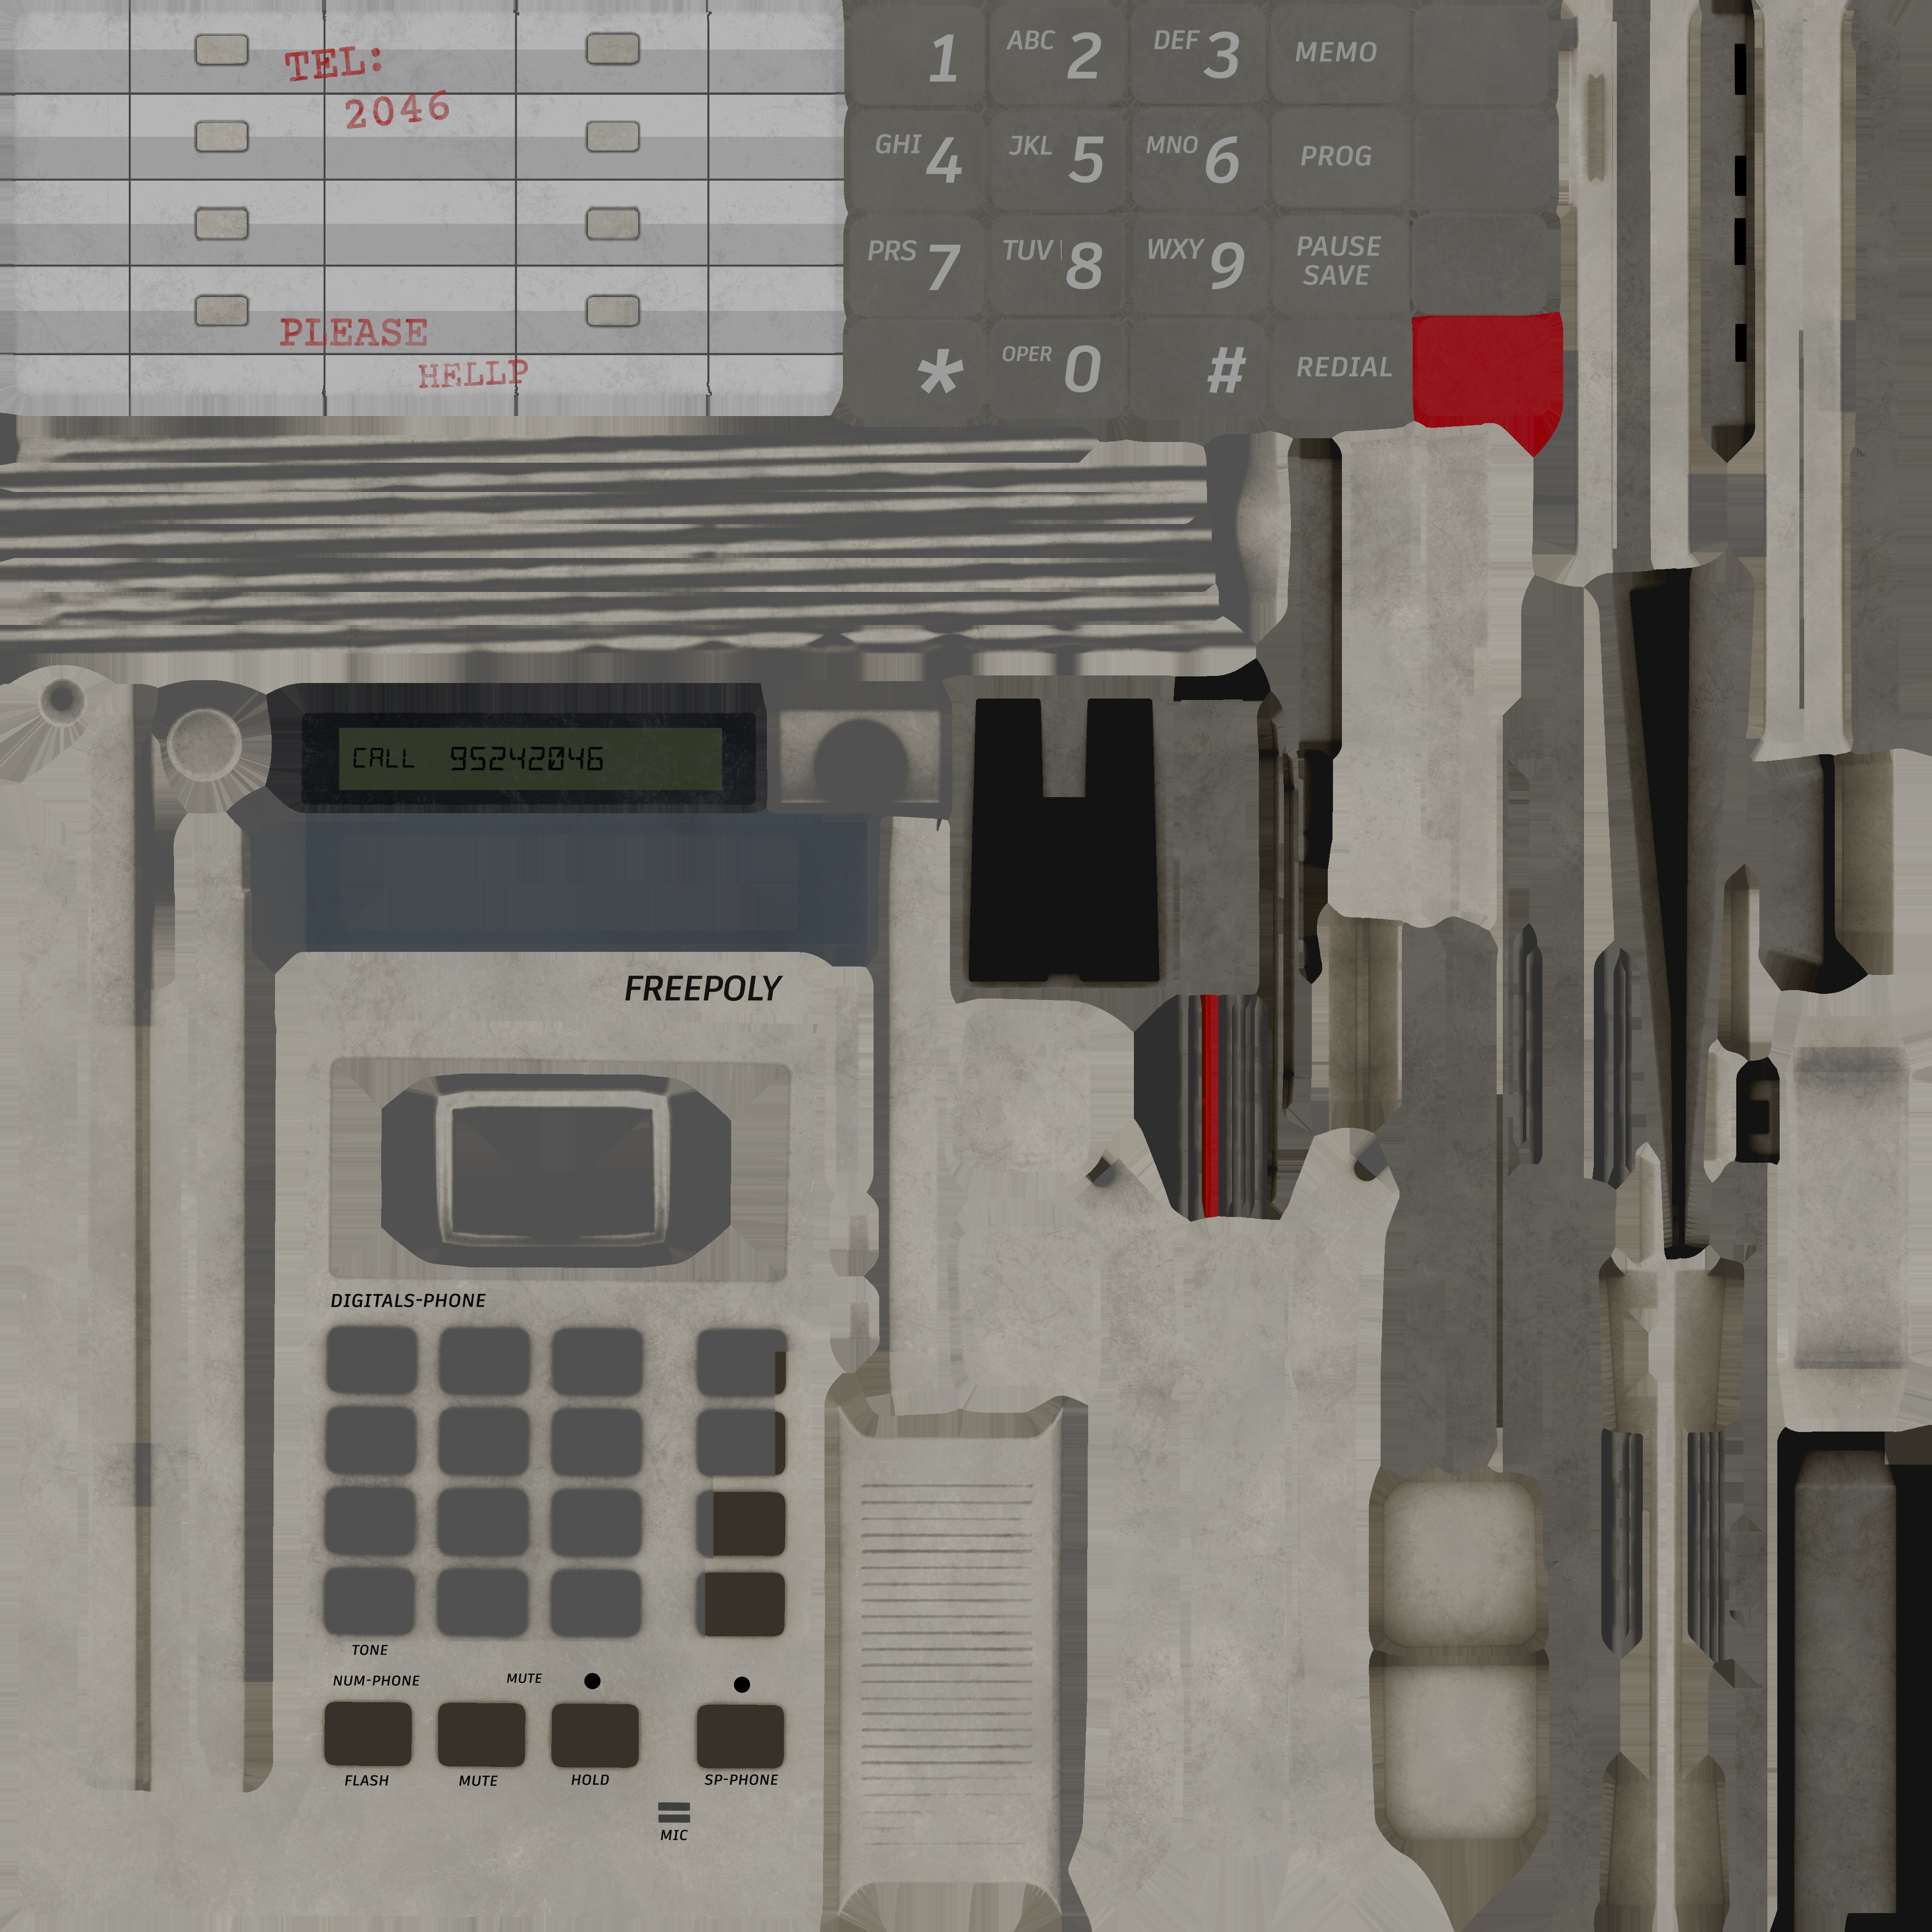 TEL:
2046
PLEASE
HELLP
1 ABC 2 DEF 3 MEMO
GHI 4 JKL 5 MNO 6 PROG
PRS 7 TUV 8 WXY 9 PAUSE SAVE
* OPER 0 # REDIAL
CALL 95242046
FREEPOLY
DIGITALS-PHONE
TONE
NUM-PHONE MUTE
FLASH MUTE HOLD SP-PHONE
MIC